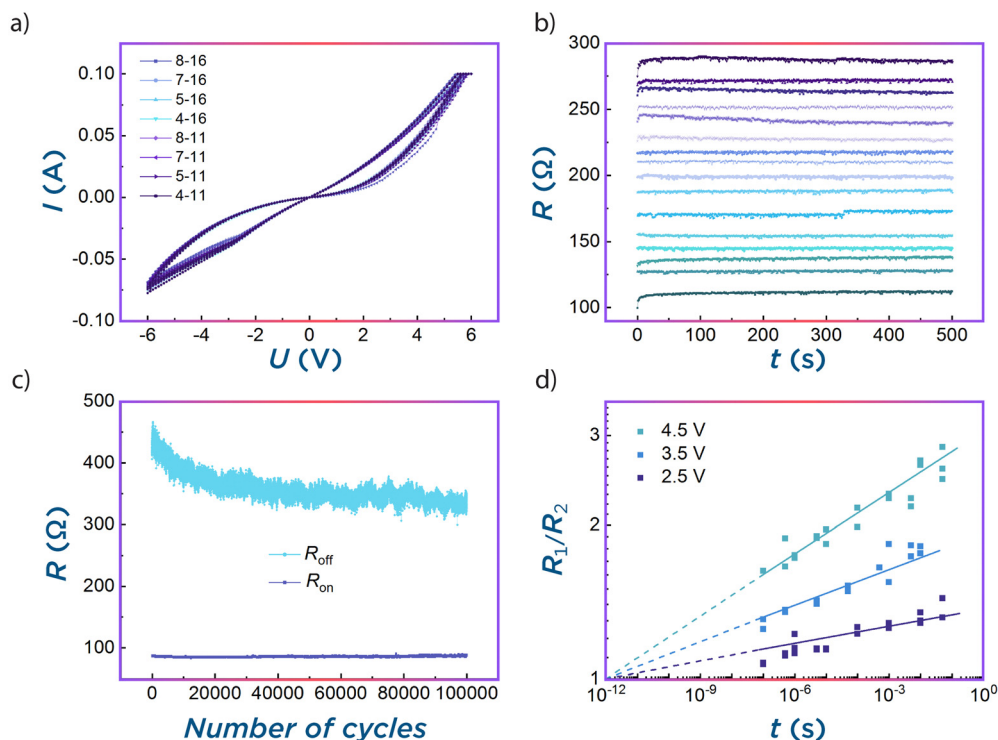 a)
0.10
0.05
0.00
-0.05
-0.10
I (A)
8-16
7-16
5-16
4-16
8-11
7-11
5-11
4-11
-6 -4 -2 0 2 4 6
U (V)
b)
300
250
200
150
100
R (Ω)
0 100 200 300 400 500
t (s)
c)
500
400
300
200
100
R (Ω)
Roff
Ron
0 20000 40000 60000 80000 100000
Number of cycles
d)
3
2
1
R1/R2
4.5 V
3.5 V
2.5 V
10-12 10-9 10-6 10-3 100
t (s)